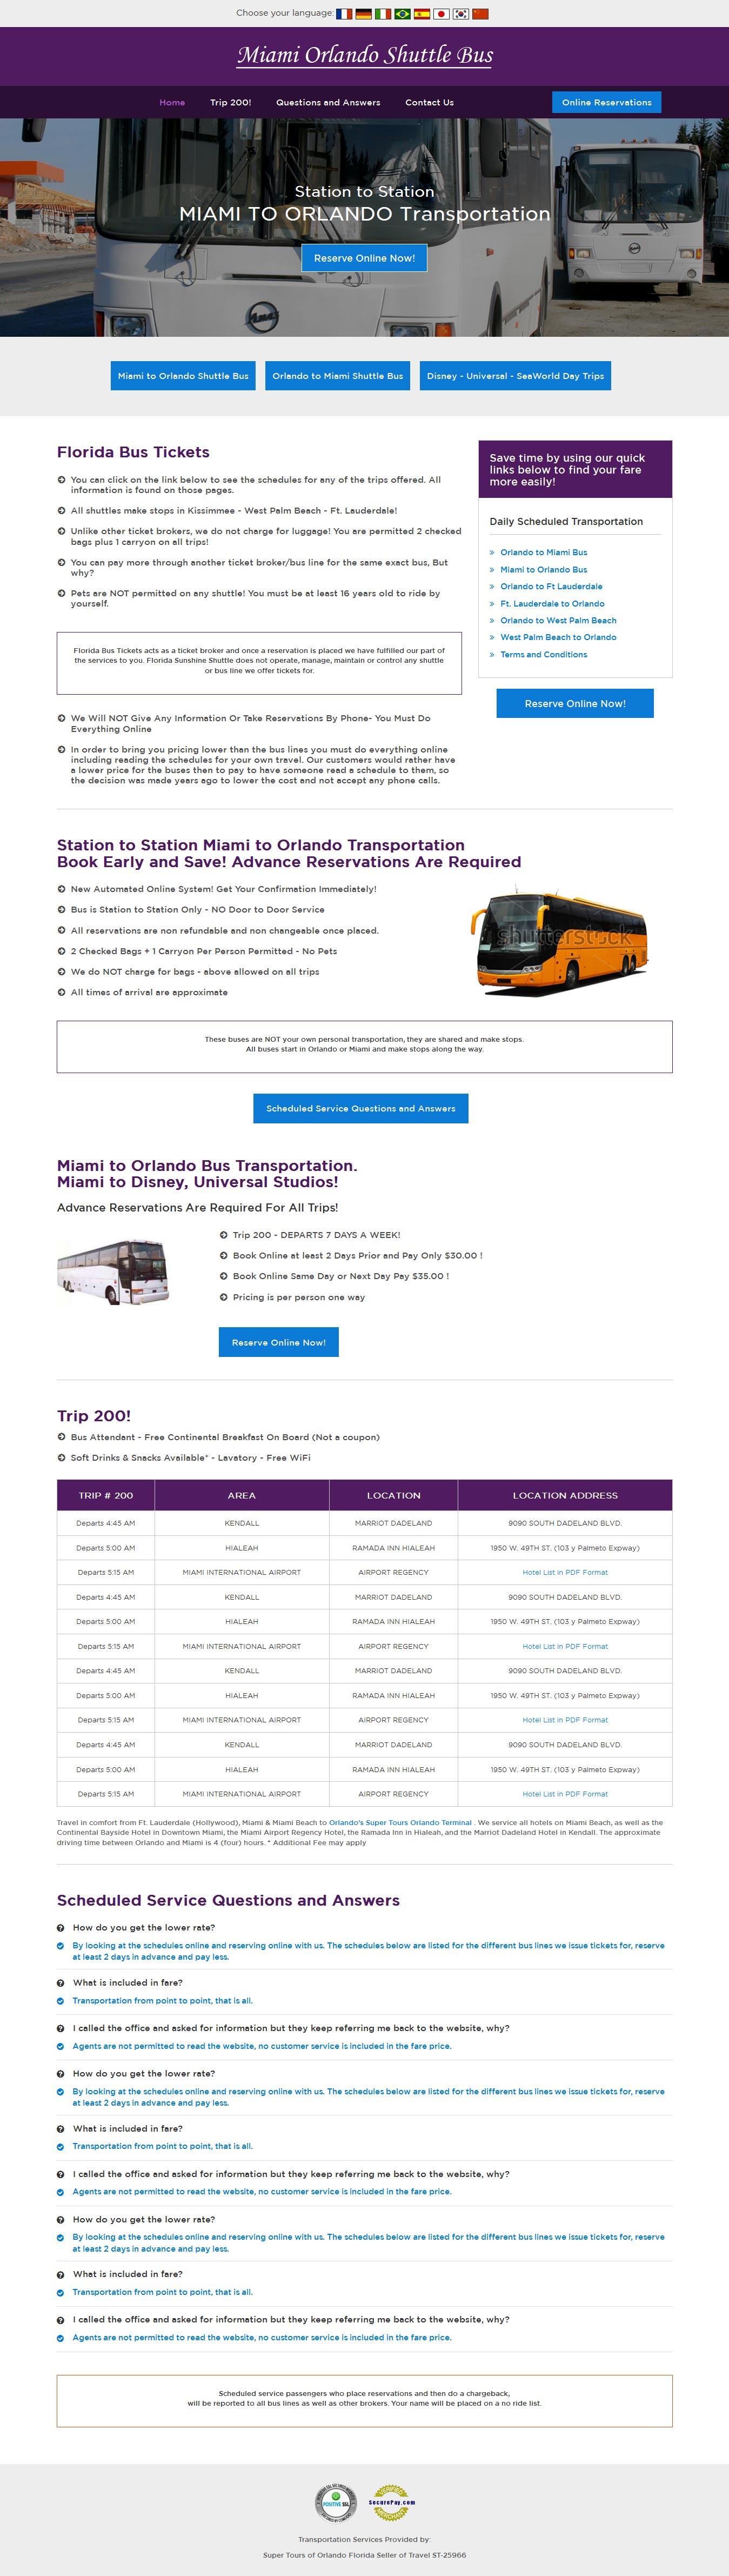 Choose your language:
Miami Orlando Shuttle Bus
Home
Trip 200!
Questions and Answers
Contact Us
Online Reservations
Station to Station
MIAMI TO ORLANDO Transportation
Reserve Online Now!
Miami to Orlando Shuttle Bus
Orlando to Miami Shuttle Bus
Disney - Universal - SeaWorld Day Trips
Florida Bus Tickets
You can click on the link below to see the schedules for any of the trips offered. All
information is found on those pages.
All shuttles make stops in Kissimmee - West Palm Beach - Ft. Lauderdale!
Unlike other ticket brokers, we do not charge for luggage! You are permitted 2 checked
bags plus 1 carryon on all trips!
You can pay more through another ticket broker/bus line for the same exact bus, But
why?
Pets are NOT permitted on any shuttle! You must be at least 16 years old to ride by
yourself.
Florida Bus Tickets acts as a ticket broker and once a reservation is placed we have fulfilled our part of
the services to you. Florida Sunshine Shuttle does not operate, manage, maintain or control any shuttle
or bus line we offer tickets for.
We Will NOT Give Any Information Or Take Reservations By Phone- You Must Do
Everything Online
In order to bring you pricing lower than the bus lines you must do everything online
including reading the schedules for your own travel. Our customers would rather have
a lower price for the buses then to pay to have someone read a schedule to them, so
the decision was made years ago to lower the cost and not accept any phone calls.
Save time by using our quick
links below to find your fare
more easily!
Daily Scheduled Transportation
Orlando to Miami Bus
Miami to Orlando Bus
Orlando to Ft Lauderdale
Ft. Lauderdale to Orlando
Orlando to West Palm Beach
West Palm Beach to Orlando
Terms and Conditions
Reserve Online Now!
Station to Station Miami to Orlando Transportation
Book Early and Save! Advance Reservations Are Required
New Automated Online System! Get Your Confirmation Immediately!
Bus is Station to Station Only - NO Door to Door Service
All reservations are non refundable and non changeable once placed.
2 Checked Bags + 1 Carryon Per Person Permitted - No Pets
We do NOT charge for bags - above allowed on all trips
All times of arrival are approximate
shutterstock
These buses are NOT your own personal transportation, they are shared and make stops.
All buses start in Orlando or Miami and make stops along the way.
Scheduled Service Questions and Answers
Miami to Orlando Bus Transportation.
Miami to Disney, Universal Studios!
Advance Reservations Are Required For All Trips!
Trip 200 - DEPARTS 7 DAYS A WEEK!
Book Online at least 2 Days Prior and Pay Only $30.00 !
Book Online Same Day or Next Day Pay $35.00 !
Pricing is per person one way
Reserve Online Now!
Trip 200!
Bus Attendant - Free Continental Breakfast On Board (Not a coupon)
Soft Drinks & Snacks Available* - Lavatory - Free WiFi
TRIP # 200 AREA LOCATION LOCATION ADDRESS
Departs 4:45 AM KENDALL MARRIOT DADELAND 9090 SOUTH DADELAND BLVD.
Departs 5:00 AM HIALEAH RAMADA INN HIALEAH 1950 W. 49TH ST. (103 y Palmeto Expway)
Departs 5:15 AM MIAMI INTERNATIONAL AIRPORT AIRPORT REGENCY Hotel List in PDF Format
Departs 4:45 AM KENDALL MARRIOT DADELAND 9090 SOUTH DADELAND BLVD.
Departs 5:00 AM HIALEAH RAMADA INN HIALEAH 1950 W. 49TH ST. (103 y Palmeto Expway)
Departs 5:15 AM MIAMI INTERNATIONAL AIRPORT AIRPORT REGENCY Hotel List in PDF Format
Departs 4:45 AM KENDALL MARRIOT DADELAND 9090 SOUTH DADELAND BLVD.
Departs 5:00 AM HIALEAH RAMADA INN HIALEAH 1950 W. 49TH ST. (103 y Palmeto Expway)
Departs 5:15 AM MIAMI INTERNATIONAL AIRPORT AIRPORT REGENCY Hotel List in PDF Format
Departs 4:45 AM KENDALL MARRIOT DADELAND 9090 SOUTH DADELAND BLVD.
Departs 5:00 AM HIALEAH RAMADA INN HIALEAH 1950 W. 49TH ST. (103 y Palmeto Expway)
Departs 5:15 AM MIAMI INTERNATIONAL AIRPORT AIRPORT REGENCY Hotel List in PDF Format
Travel in comfort from Ft. Lauderdale (Hollywood), Miami & Miami Beach to Orlando's Super Tours Orlando Terminal . We service all hotels on Miami Beach, as well as the
Continental Bayside Hotel in Downtown Miami, the Miami Airport Regency Hotel, the Ramada Inn in Hialeah, and the Marriot Dadeland Hotel in Kendall. The approximate
driving time between Orlando and Miami is 4 (four) hours. * Additional Fee may apply
Scheduled Service Questions and Answers
How do you get the lower rate?
By looking at the schedules online and reserving online with us. The schedules below are listed for the different bus lines we issue tickets for, reserve
at least 2 days in advance and pay less.
What is included in fare?
Transportation from point to point, that is all.
I called the office and asked for information but they keep referring me back to the website, why?
Agents are not permitted to read the website, no customer service is included in the fare price.
How do you get the lower rate?
By looking at the schedules online and reserving online with us. The schedules below are listed for the different bus lines we issue tickets for, reserve
at least 2 days in advance and pay less.
What is included in fare?
Transportation from point to point, that is all.
I called the office and asked for information but they keep referring me back to the website, why?
Agents are not permitted to read the website, no customer service is included in the fare price.
How do you get the lower rate?
By looking at the schedules online and reserving online with us. The schedules below are listed for the different bus lines we issue tickets for, reserve
at least 2 days in advance and pay less.
What is included in fare?
Transportation from point to point, that is all.
I called the office and asked for information but they keep referring me back to the website, why?
Agents are not permitted to read the website, no customer service is included in the fare price.
Scheduled service passengers who place reservations and then do a chargeback,
will be reported to all bus lines as well as other brokers. Your name will be placed on a no ride list.
POSITIVE SSL
SecurePay.com
Transportation Services Provided by:
Super Tours of Orlando Florida Seller of Travel ST-25966